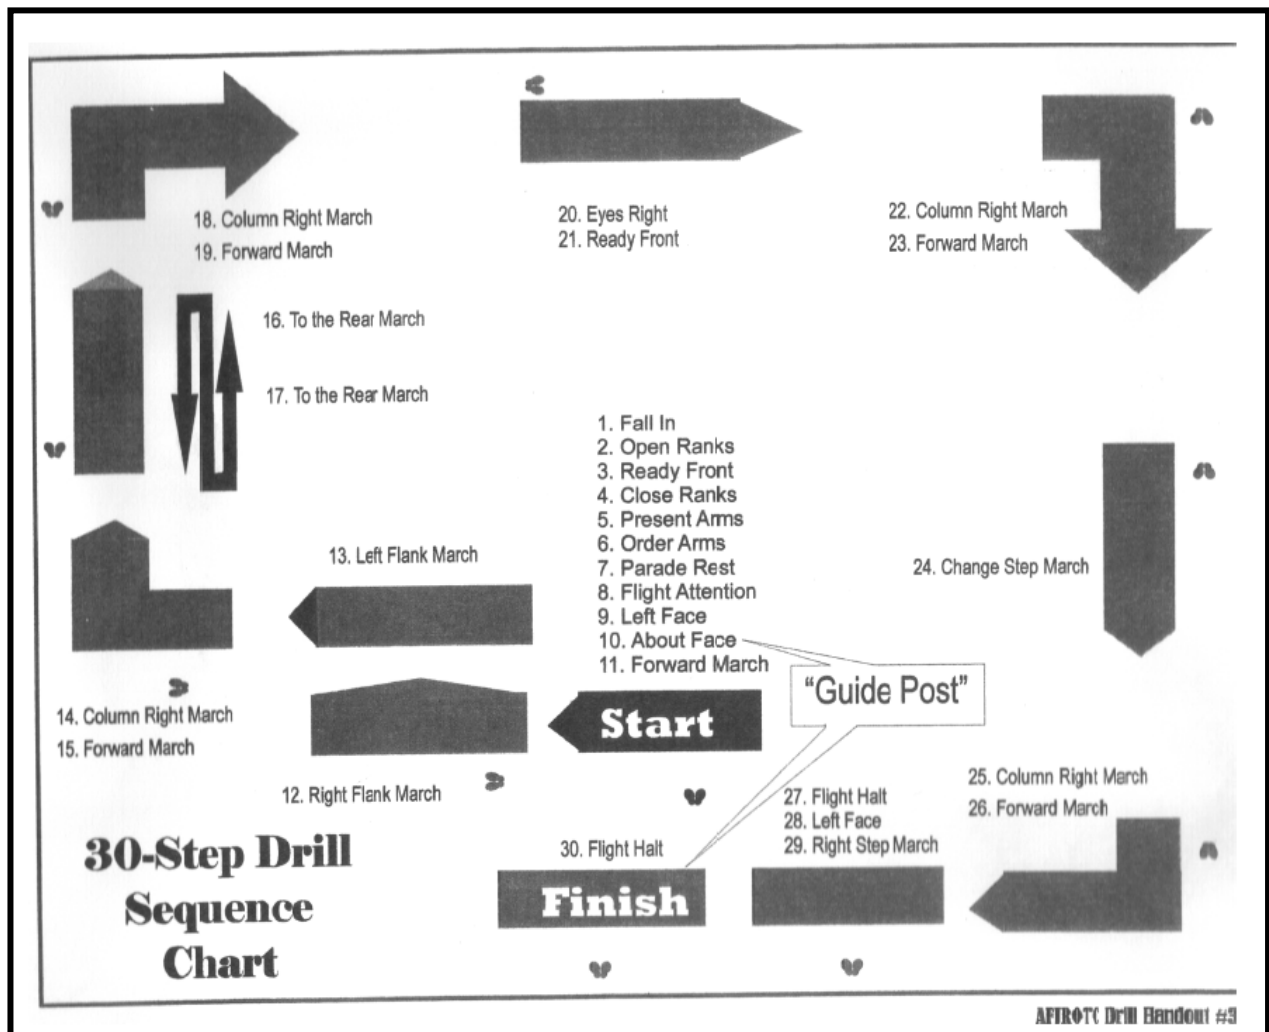 18. Column Right March
19. Forward March
20. Eyes Right
21. Ready Front
22. Column Right March
23. Forward March
16. To the Rear March
17. To the Rear March
1. Fall In
2. Open Ranks
3. Ready Front
4. Close Ranks
5. Present Arms
6. Order Arms
7. Parade Rest
8. Flight Attention
9. Left Face
10. About Face
11. Forward March
13. Left Flank March
24. Change Step March
"Guide Post"
Start
14. Column Right March
15. Forward March
12. Right Flank March
25. Column Right March
26. Forward March
27. Flight Halt
28. Left Face
29. Right Step March
30. Flight Halt
Finish
30-Step Drill
Sequence
Chart
AFROTC Drill Handout #3